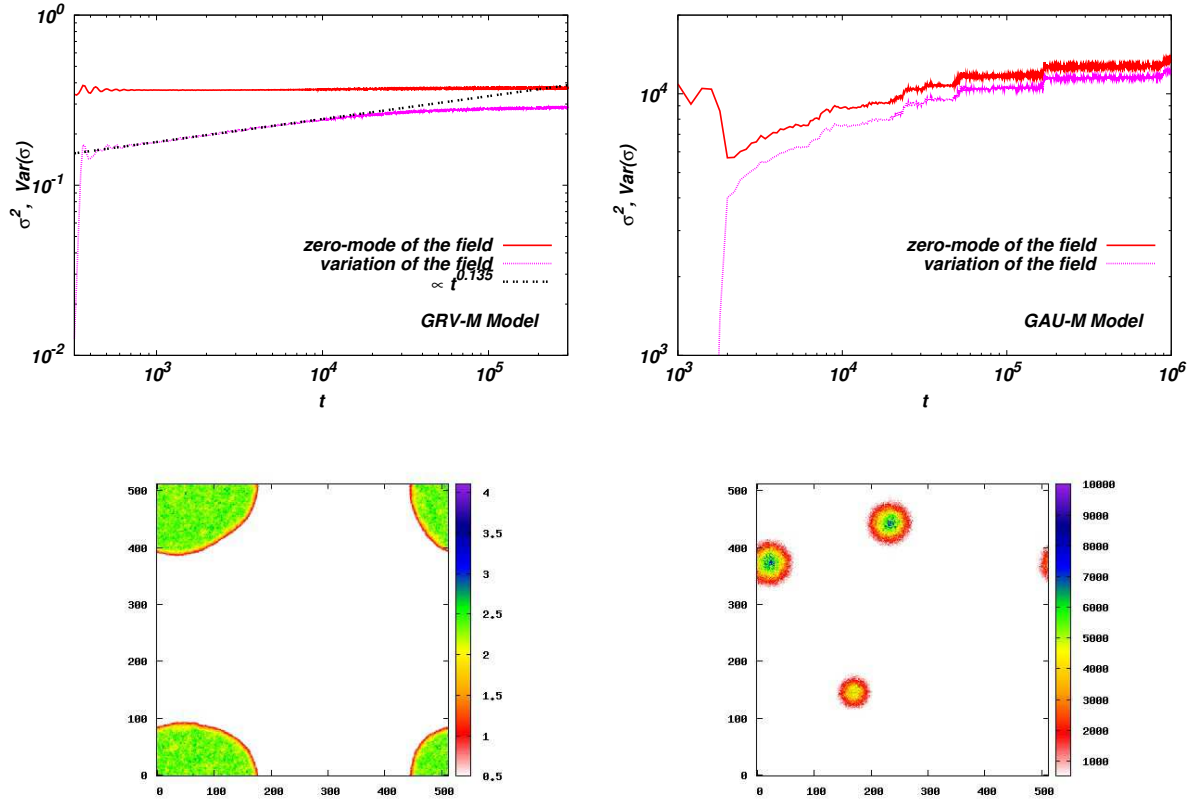 10^0
10^-1
10^-2
σ^2, Var(σ)
zero-mode of the field
variation of the field
∝ t^0.135
GRV-M Model
10^3 10^4 10^5
t
10^4
10^3
σ^2, Var(σ)
zero-mode of the field
variation of the field
GAU-M Model
10^3 10^4 10^5 10^6
t
500
400
300
200
100
0
0 100 200 300 400 500
4
3.5
3
2.5
2
1.5
1
0.5
500
400
300
200
100
0
0 100 200 300 400 500
10000
9000
8000
7000
6000
5000
4000
3000
2000
1000